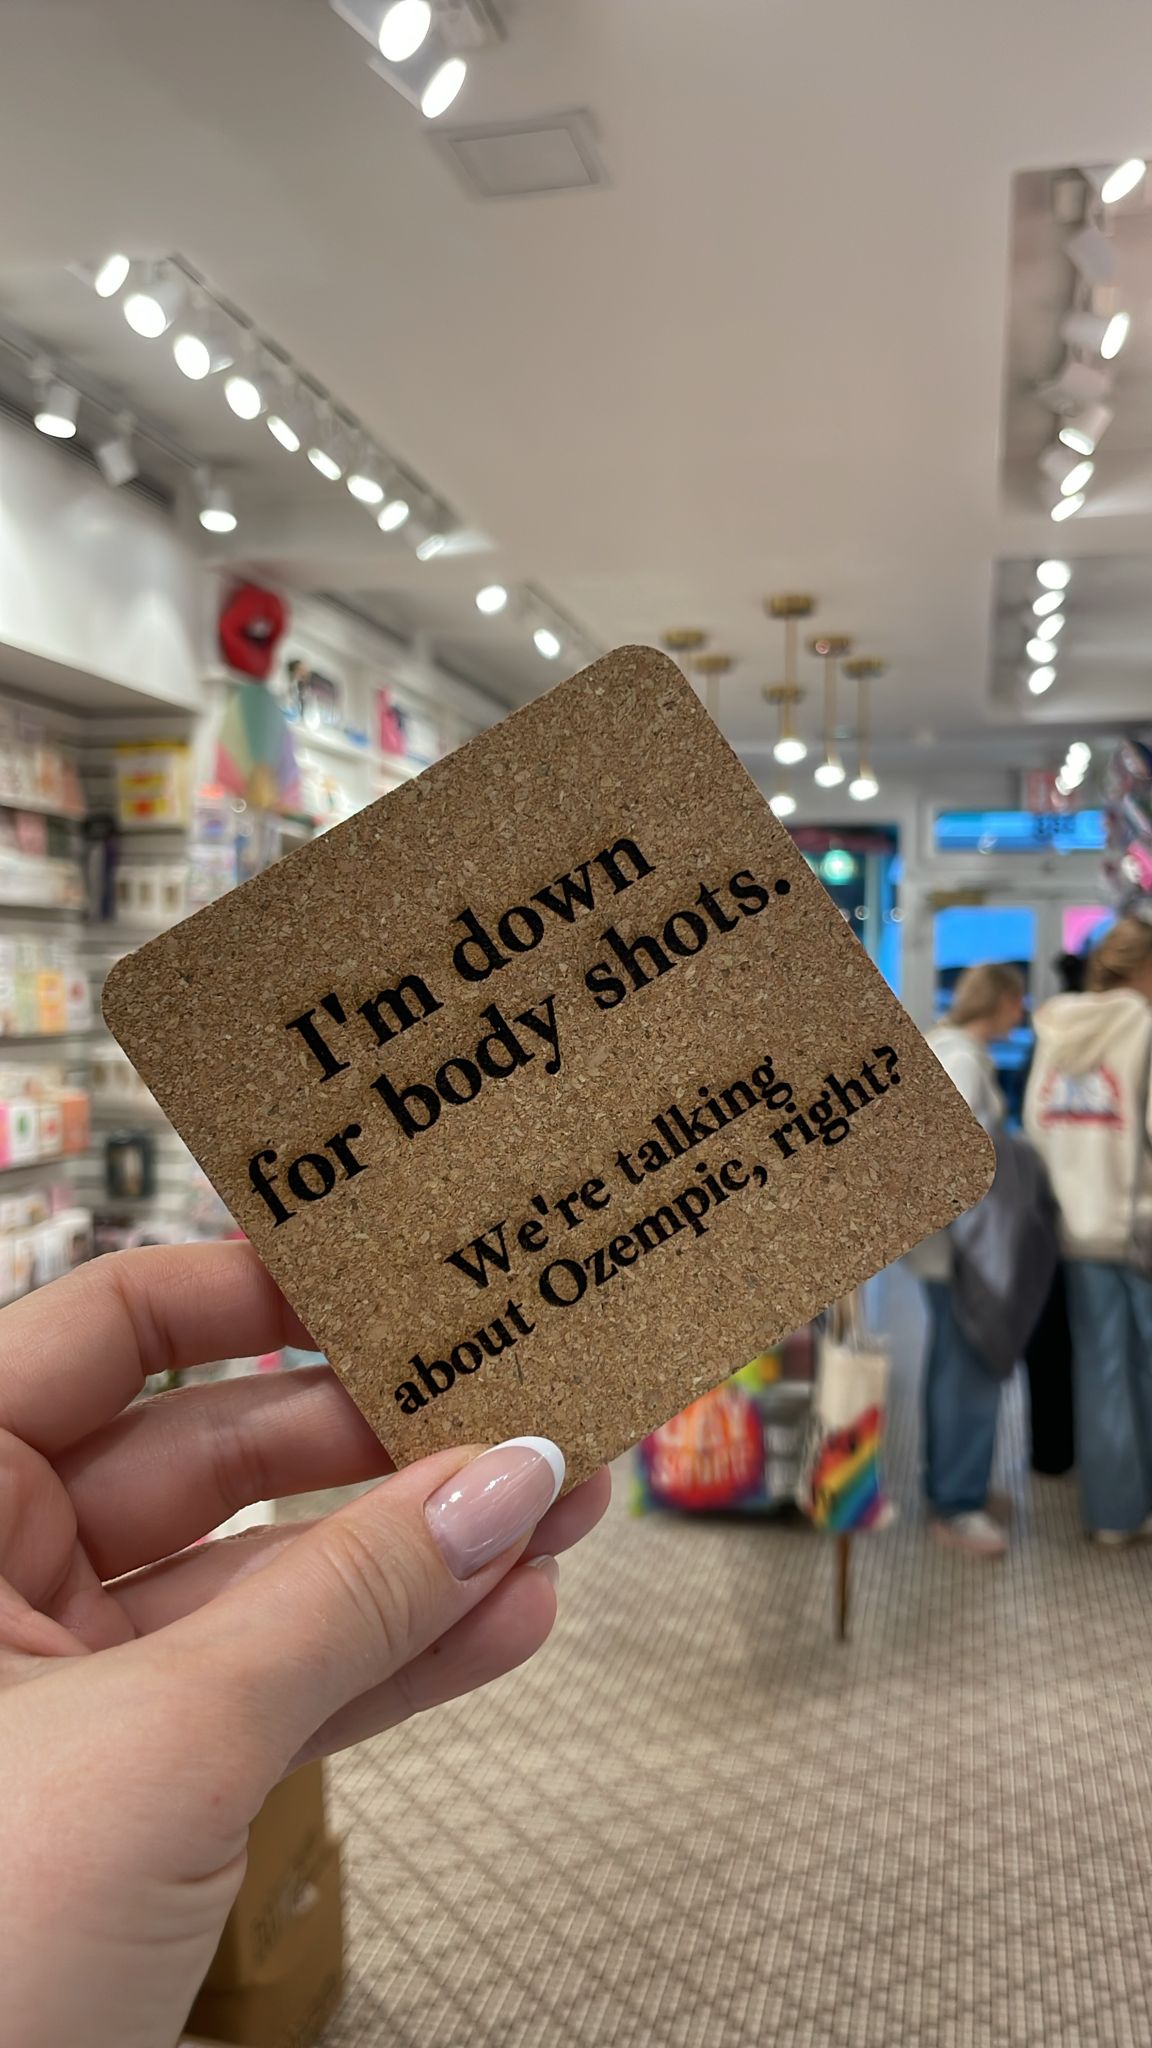 I'm down
for body shots.
We're talking
about Ozempic, right?